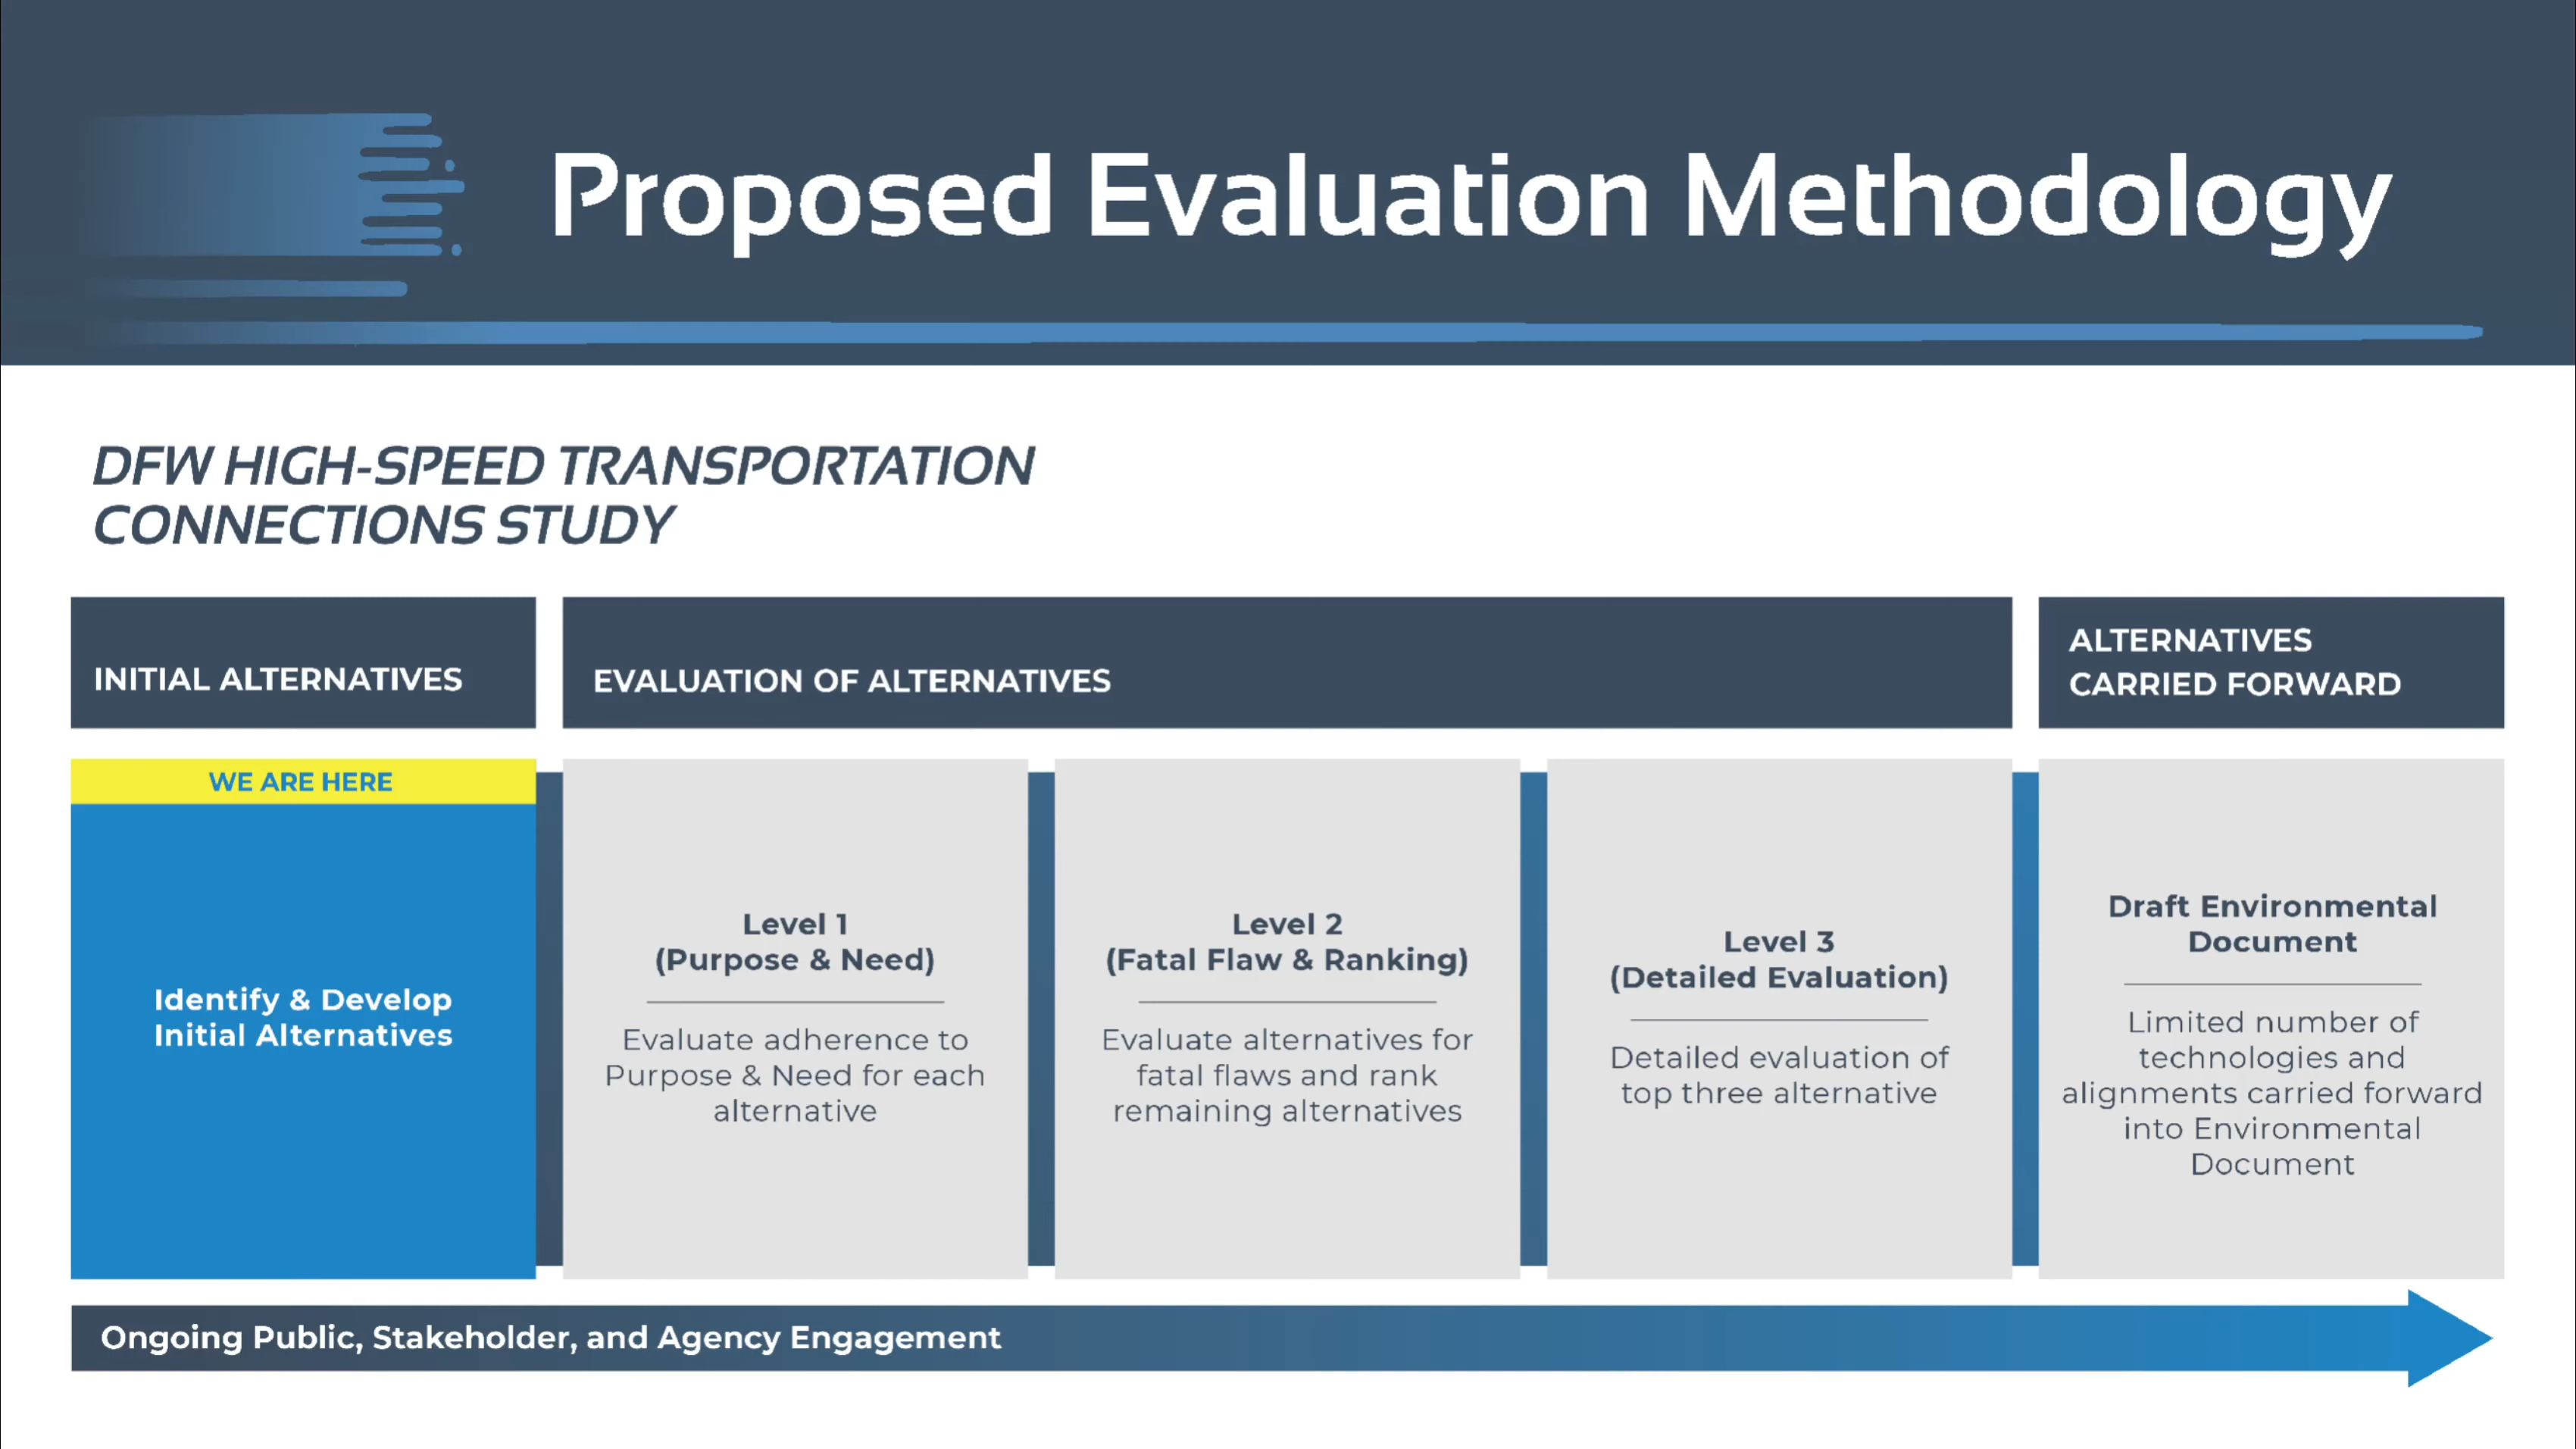 Proposed Evaluation Methodology
DFW HIGH-SPEED TRANSPORTATION
CONNECTIONS STUDY
INITIAL ALTERNATIVES
EVALUATION OF ALTERNATIVES
ALTERNATIVES
CARRIED FORWARD
WE ARE HERE
Identify & Develop
Initial Alternatives
Level 1
(Purpose & Need)
Evaluate adherence to
Purpose & Need for each
alternative
Level 2
(Fatal Flaw & Ranking)
Evaluate alternatives for
fatal flaws and rank
remaining alternatives
Level 3
(Detailed Evaluation)
Detailed evaluation of
top three alternative
Draft Environmental
Document
Limited number of
technologies and
alignments carried forward
into Environmental
Document
Ongoing Public, Stakeholder, and Agency Engagement